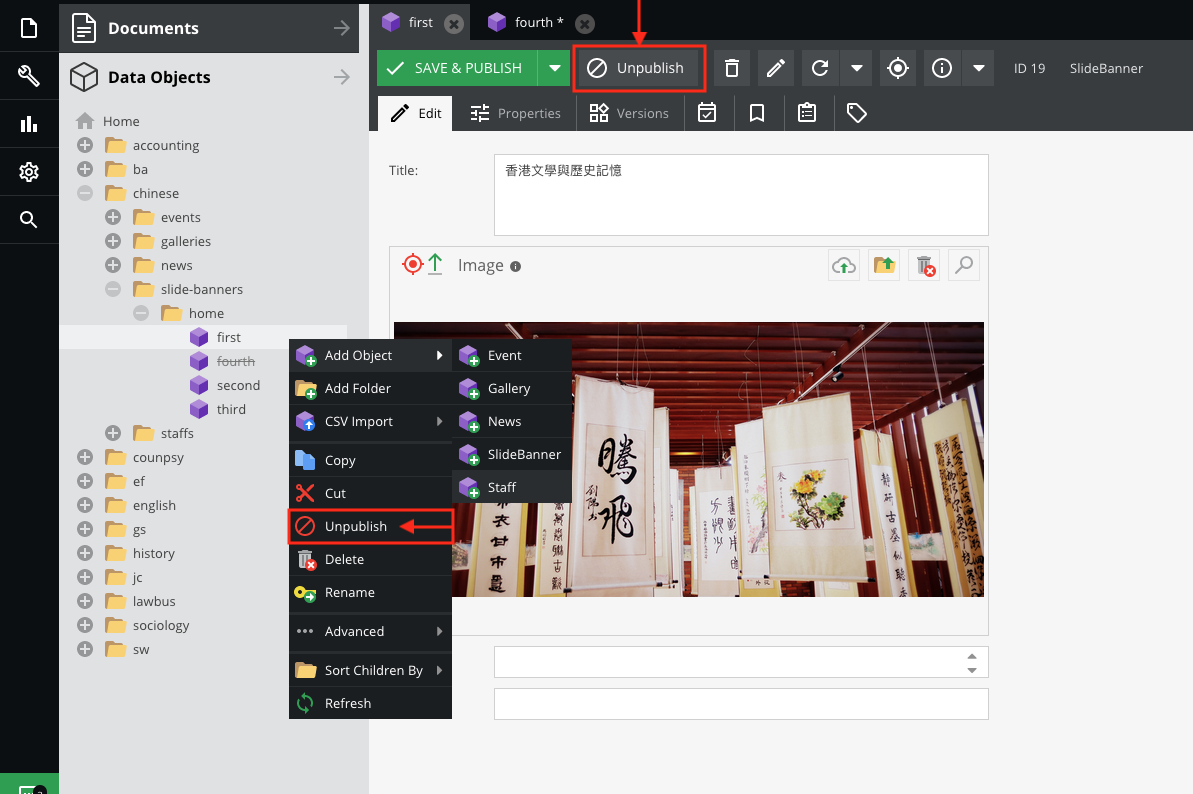 Documents
Data Objects
Home
accounting
ba
chinese
events
galleries
news
slide-banners
home
first
fourth
second
third
staffs
counpsy
ef
english
gs
history
jc
lawbus
sociology
sw
first
fourth *
SAVE & PUBLISH
Unpublish
ID 19
SlideBanner
Edit
Properties
Versions
Title:
香港文學與歷史記憶
Image
Add Object
Add Folder
CSV Import
Copy
Cut
Unpublish
Delete
Rename
Advanced
Sort Children By
Refresh
Event
Gallery
News
SlideBanner
Staff
騰飛